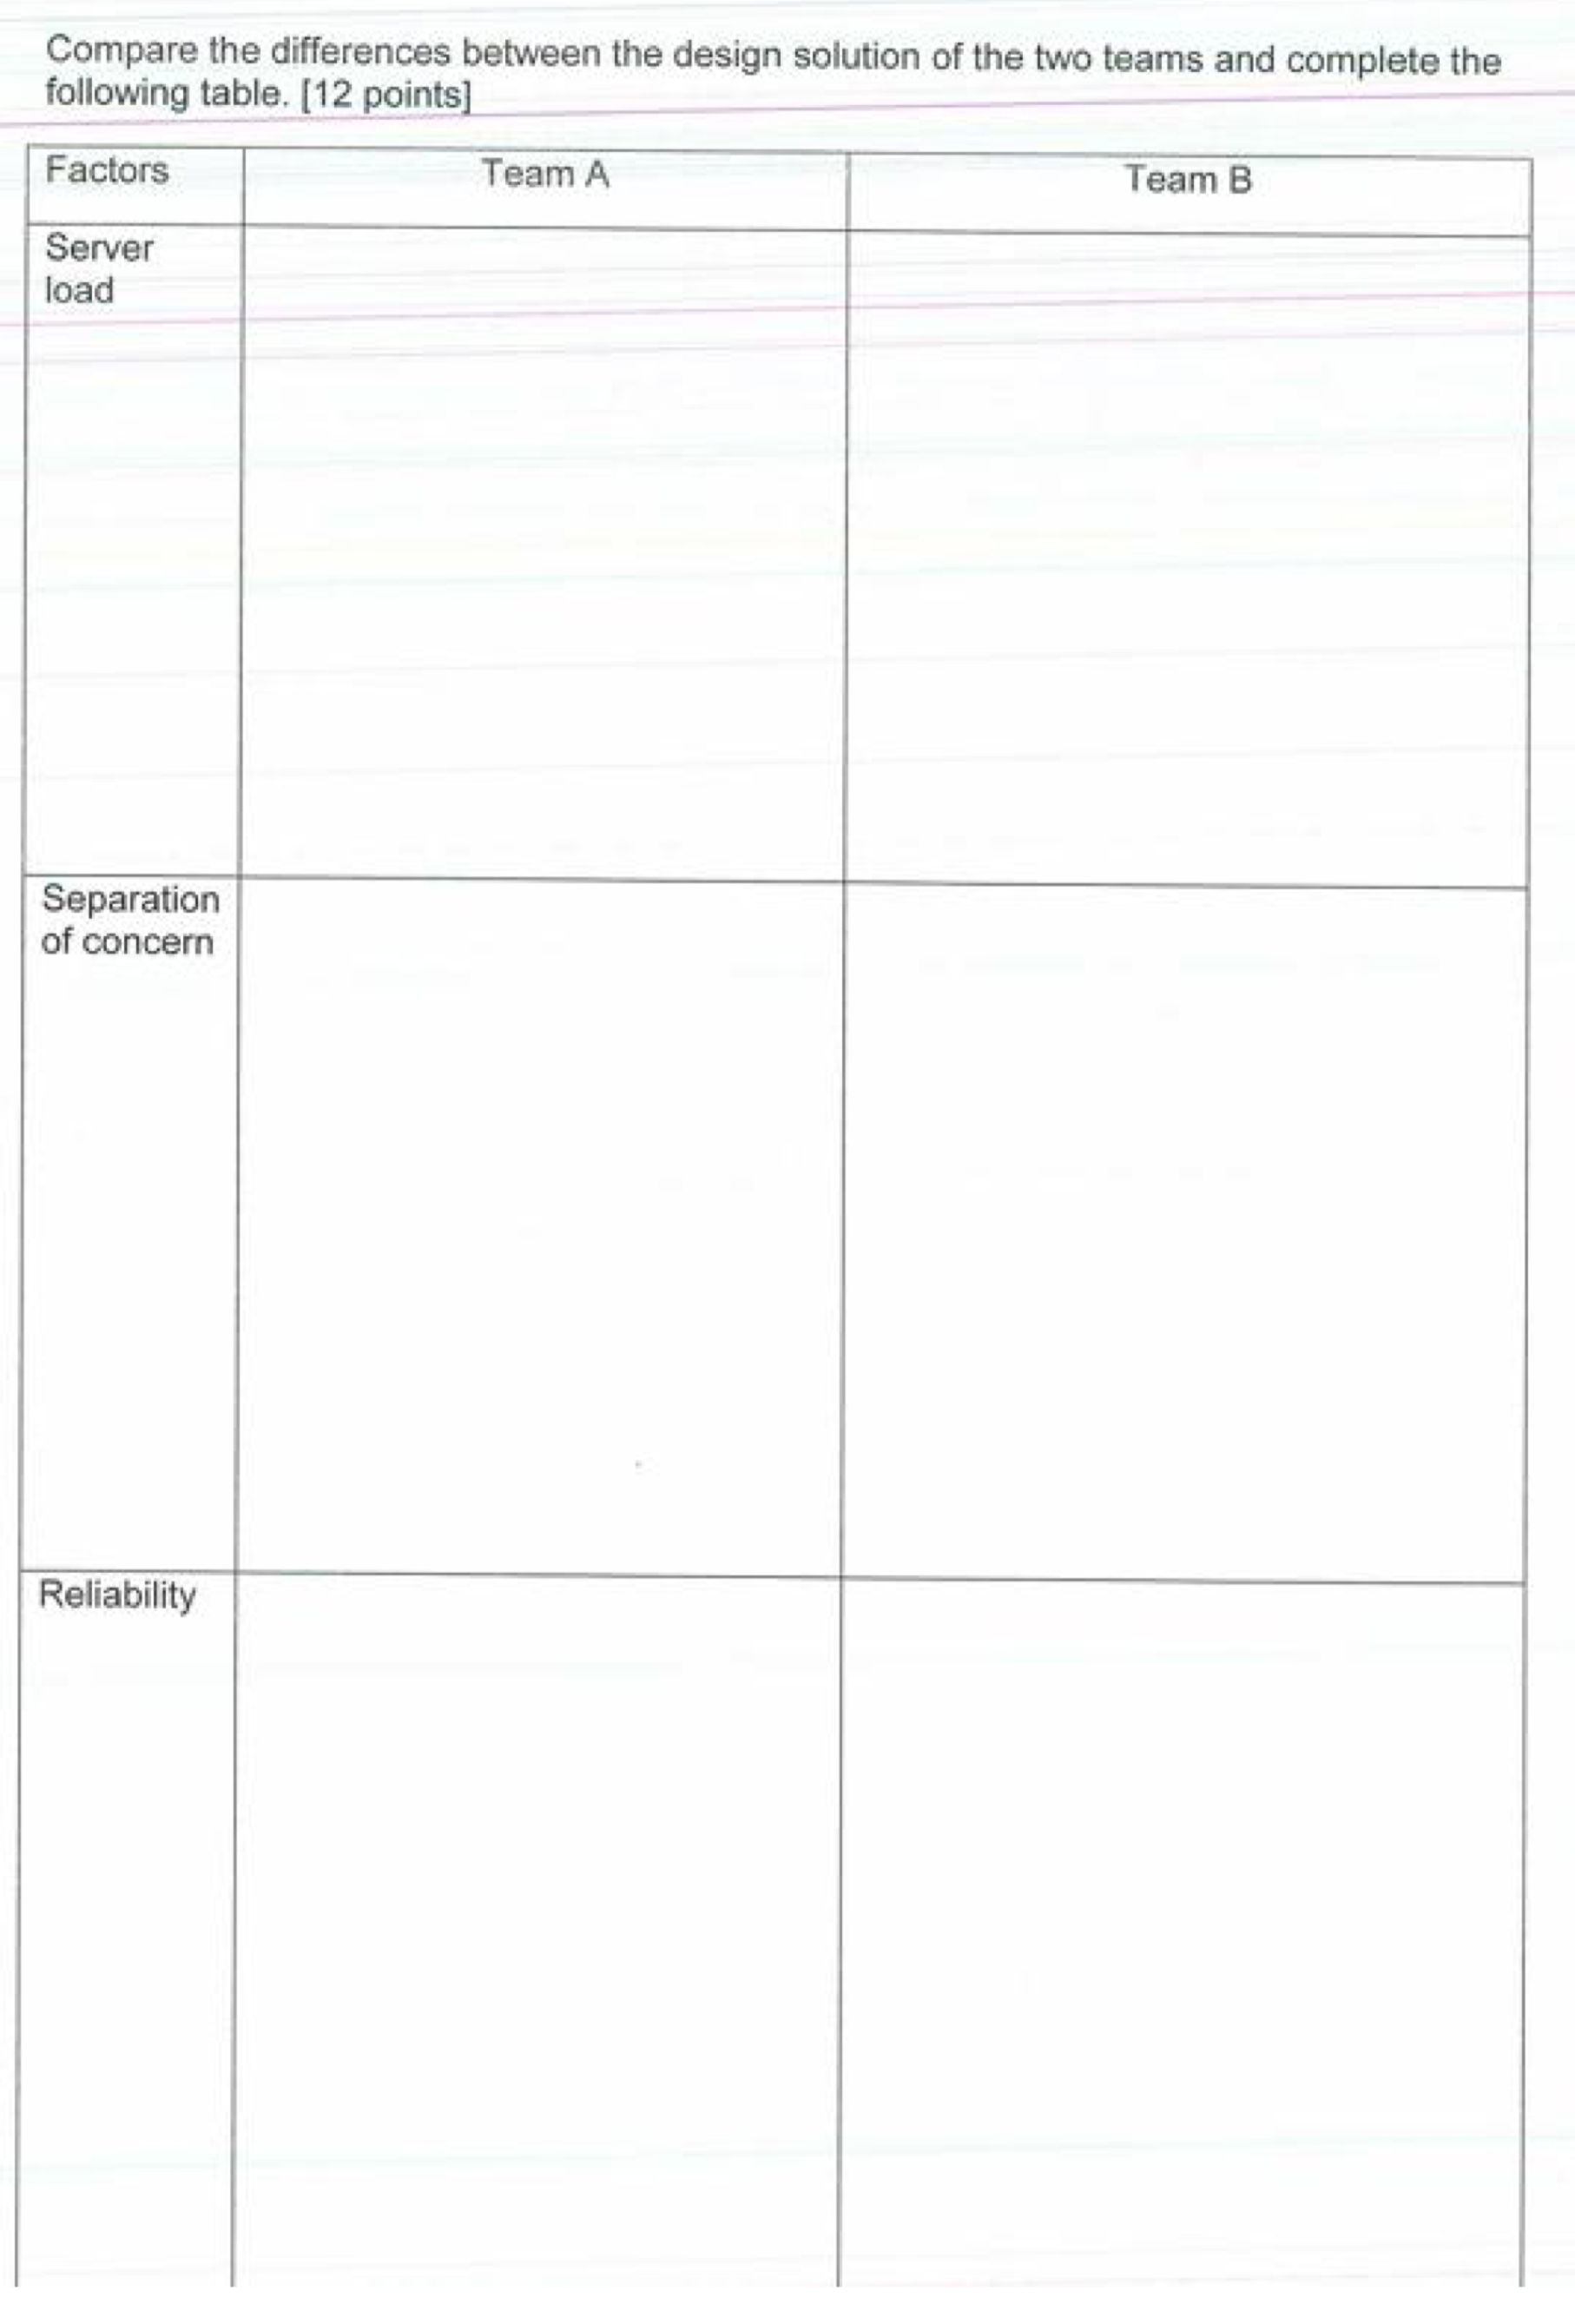 Compare the differences between the design solution of the two teams and complete the
following table. [12 points]
Factors
Team A
Team B
Server
load
Separation
of concern
Reliability